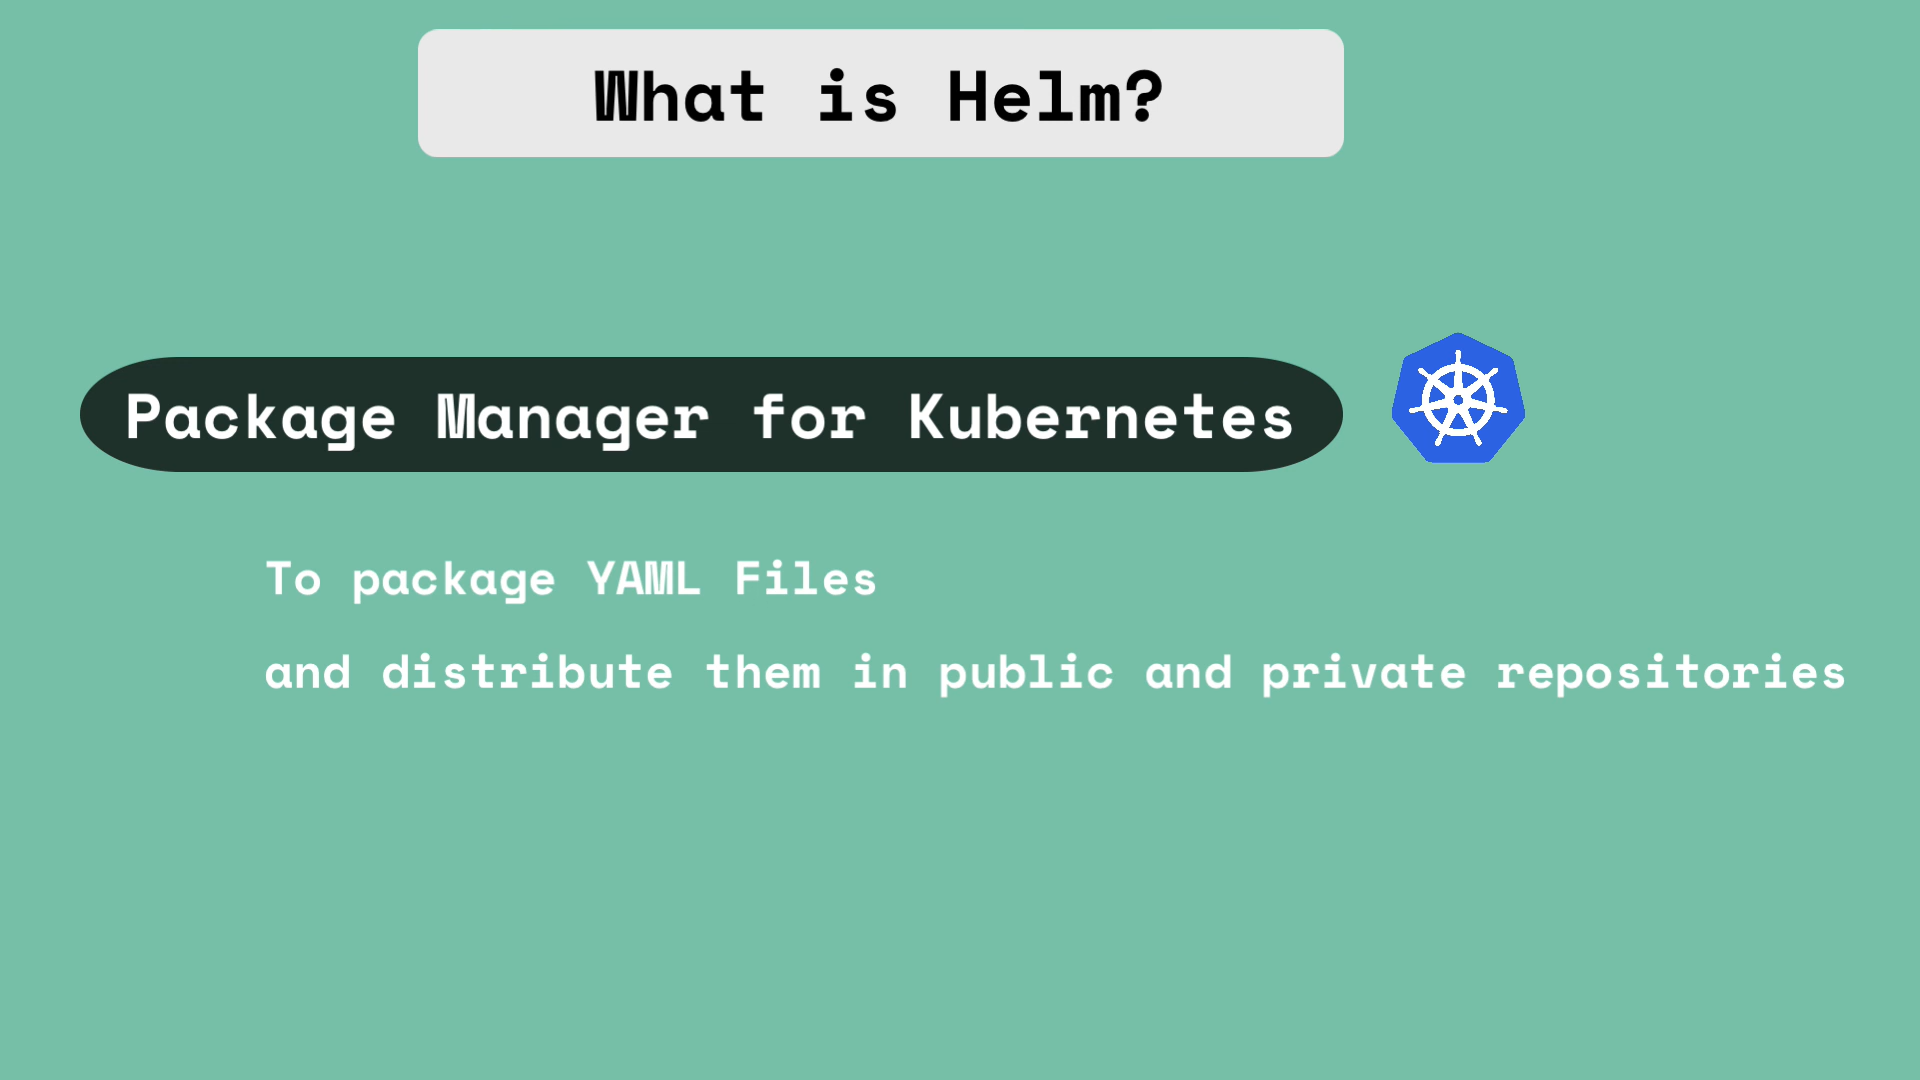 What is Helm?
Package Manager for Kubernetes
To package YAML Files
and distribute them in public and private repositories